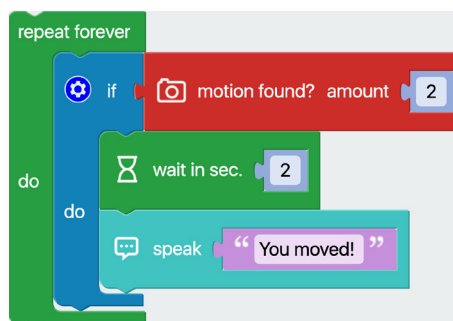 repeat forever
if motion found? amount 2
wait in sec. 2
do
do
speak “ You moved! ”